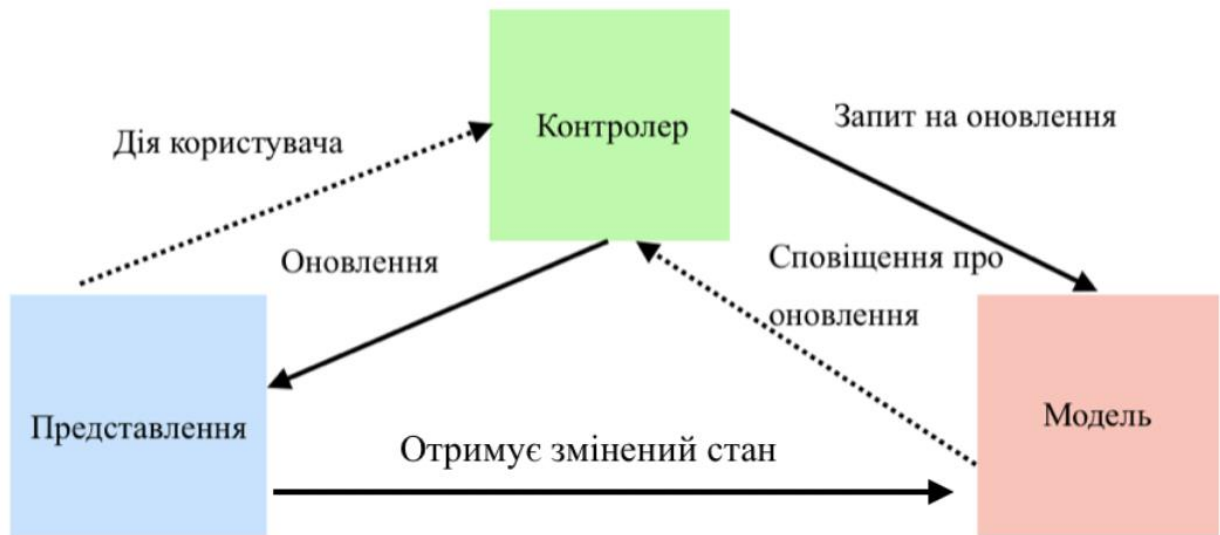 Контролер
Запит на оновлення
Дія користувача
Оновлення
Сповіщення про
оновлення
Представлення
Модель
Отримує змінений стан